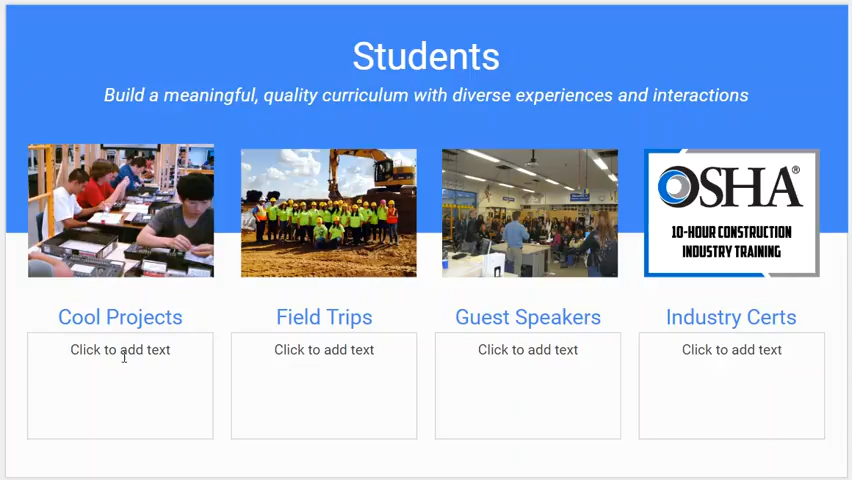 Students
Build a meaningful, quality curriculum with diverse experiences and interactions
OSHA®
10-HOUR CONSTRUCTION
INDUSTRY TRAINING
Cool Projects
Field Trips
Guest Speakers
Industry Certs
Click to add text
Click to add text
Click to add text
Click to add text